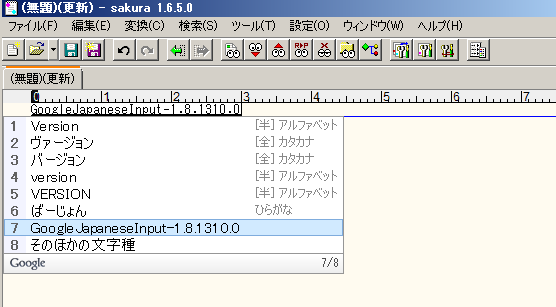 (無題)(更新) - sakura 1.6.5.0
ファイル(F) 編集(E) 変換(C) 検索(S) ツール(T) 設定(O) ウィンドウ(W) ヘルプ(H)
(無題)(更新)
0 1 2 3 4 5 6 7
GoogleJapaneseInput-1.8.1310.0
1 Version [半] アルファベット
2 ヴァージョン [全] カタカナ
3 バージョン [全] カタカナ
4 version [半] アルファベット
5 VERSION [半] アルファベット
6 ばーじょん ひらがな
7 GoogleJapaneseInput-1.8.1310.0
8 そのほかの文字種
Google 7/8